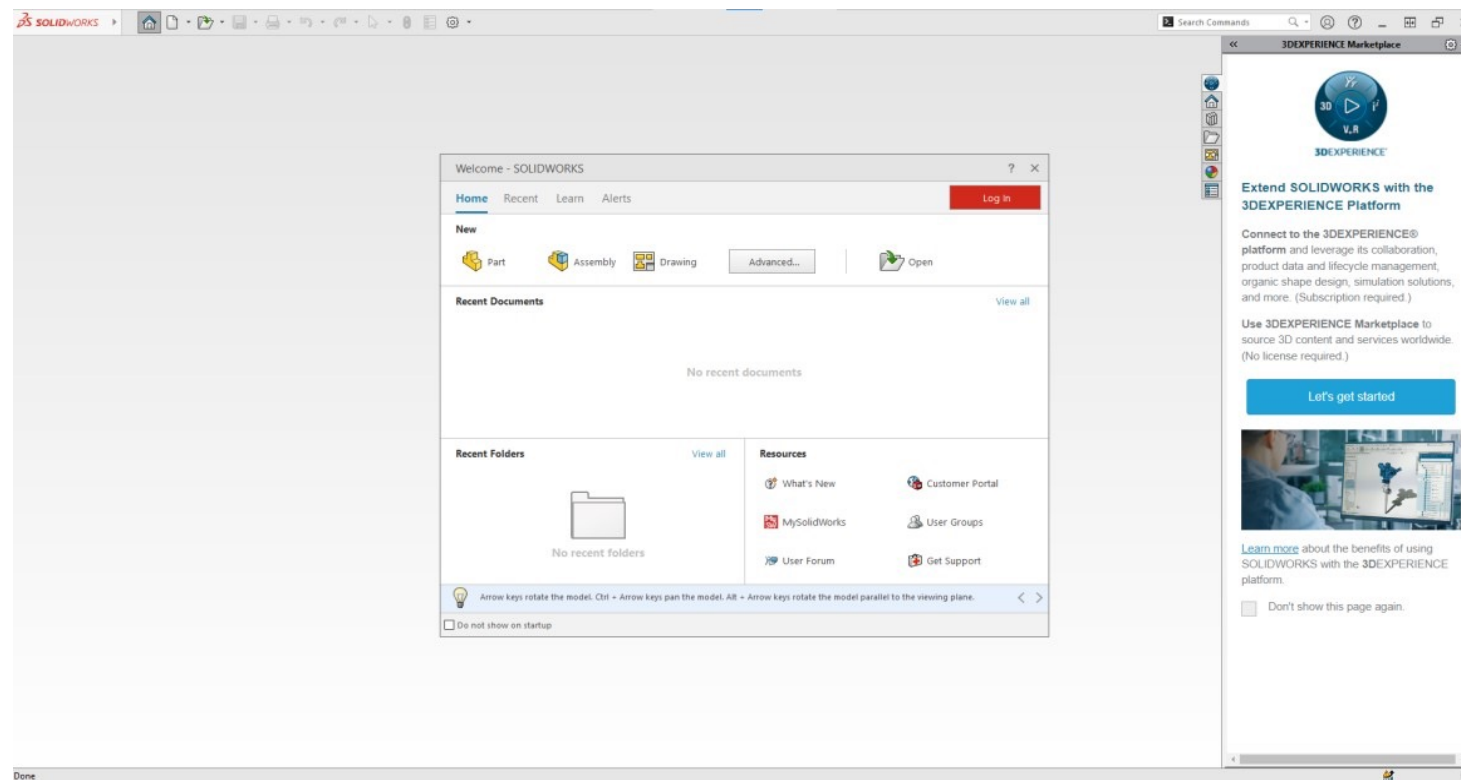 SOLIDWORKS
Search Commands
3DEXPERIENCE Marketplace
3D
V.R
3DEXPERIENCE
Welcome - SOLIDWORKS
Home Recent Learn Alerts Log In
New
Part Assembly Drawing Advanced... Open
Recent Documents View all
No recent documents
Recent Folders View all
No recent folders
Resources
What's New Customer Portal
MySolidWorks User Groups
User Forum Get Support
Arrow keys rotate the model. Ctrl + Arrow keys pan the model. Alt + Arrow keys rotate the model parallel to the viewing plane.
Do not show on startup
Extend SOLIDWORKS with the
3DEXPERIENCE Platform
Connect to the 3DEXPERIENCE®
platform and leverage its collaboration,
product data and lifecycle management,
organic shape design, simulation solutions,
and more. (Subscription required.)
Use 3DEXPERIENCE Marketplace to
source 3D content and services worldwide.
(No license required.)
Let's get started
Learn more about the benefits of using
SOLIDWORKS with the 3DEXPERIENCE
platform.
Don't show this page again.
Done